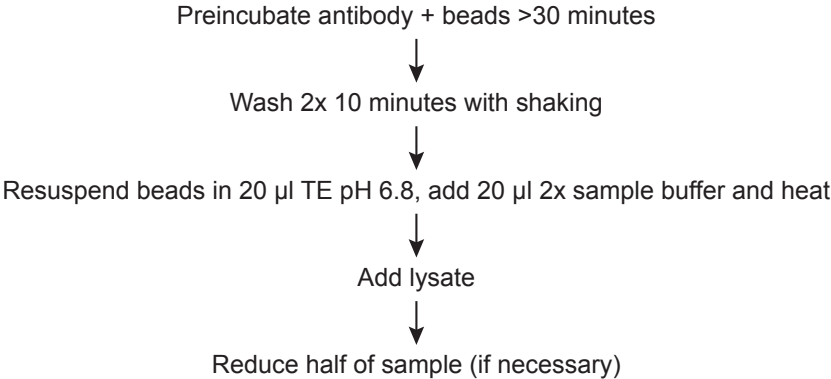 Preincubate antibody + beads >30 minutes
Wash 2x 10 minutes with shaking
Resuspend beads in 20 µl TE pH 6.8, add 20 µl 2x sample buffer and heat
Add lysate
Reduce half of sample (if necessary)